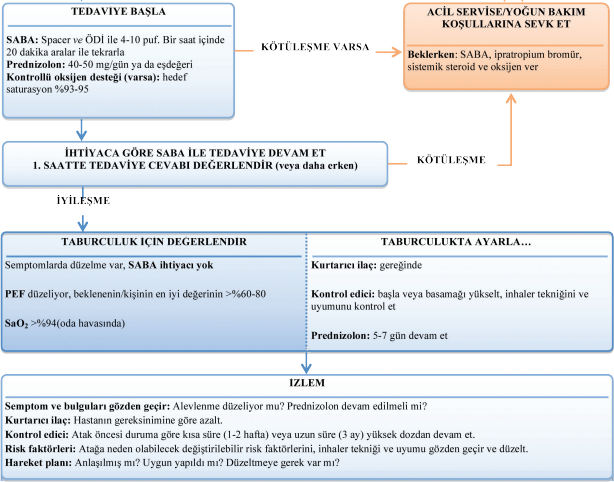 TEDAVIYE BAŞLA
SABA: Spacer ve ÖDİ ile 4-10 puf. Bir saat içinde
20 dakika aralar ile tekrarla
Prednizolon: 40-50 mg/gün ya da eşdeğeri
Kontrollü oksijen desteği (varsa): hedef
saturasyon %93-95
KÖTÜLEŞME VARSA
ACİL SERVISE/YOĞUN BAKIM
KOŞULLARINA SEVK ET
Beklerken: SABA, ipratropium bromür,
sistemik steroid ve oksijen ver
İHTİYACA GÖRE SABA İLE TEDAVİYE DEVAM ET
1. SAATTE TEDAVİYE CEVABI DEĞERLENDİR (veya daha erken)
KÖTÜLEŞME
İYİLEŞME
TABURCULUK İÇİN DEĞERLENDIR
Semptomlarda düzelme var, SABA ihtiyacı yok
PEF düzeliyor, beklenenin/kişinin en iyi değerinin >%60-80
SaO2 >%94(oda havasında)
TABURCULUKTA AYARLA…
Kurtarıcı ilaç: gereğinde
Kontrol edici: başla veya basamağı yükselt, inhaler tekniğini ve
uyumunu kontrol et
Prednizolon: 5-7 gün devam et
İZLEM
Semptom ve bulguları gözden geçir: Alevlenme düzeliyor mu? Prednizolon devam edilmeli mi?
Kurtarıcı ilaç: Hastanın gereksinimine göre azalt.
Kontrol edici: Atak öncesi duruma göre kısa süre (1-2 hafta) veya uzun süre (3 ay) yüksek dozdan devam et.
Risk faktörleri: Atağa neden olabilecek değiştirilebilir risk faktörlerini, inhaler tekniği ve uyumu gözden geçir ve düzelt.
Hareket planı: Anlaşılmış mı? Uygun yapıldı mı? Düzeltmeye gerek var mı?